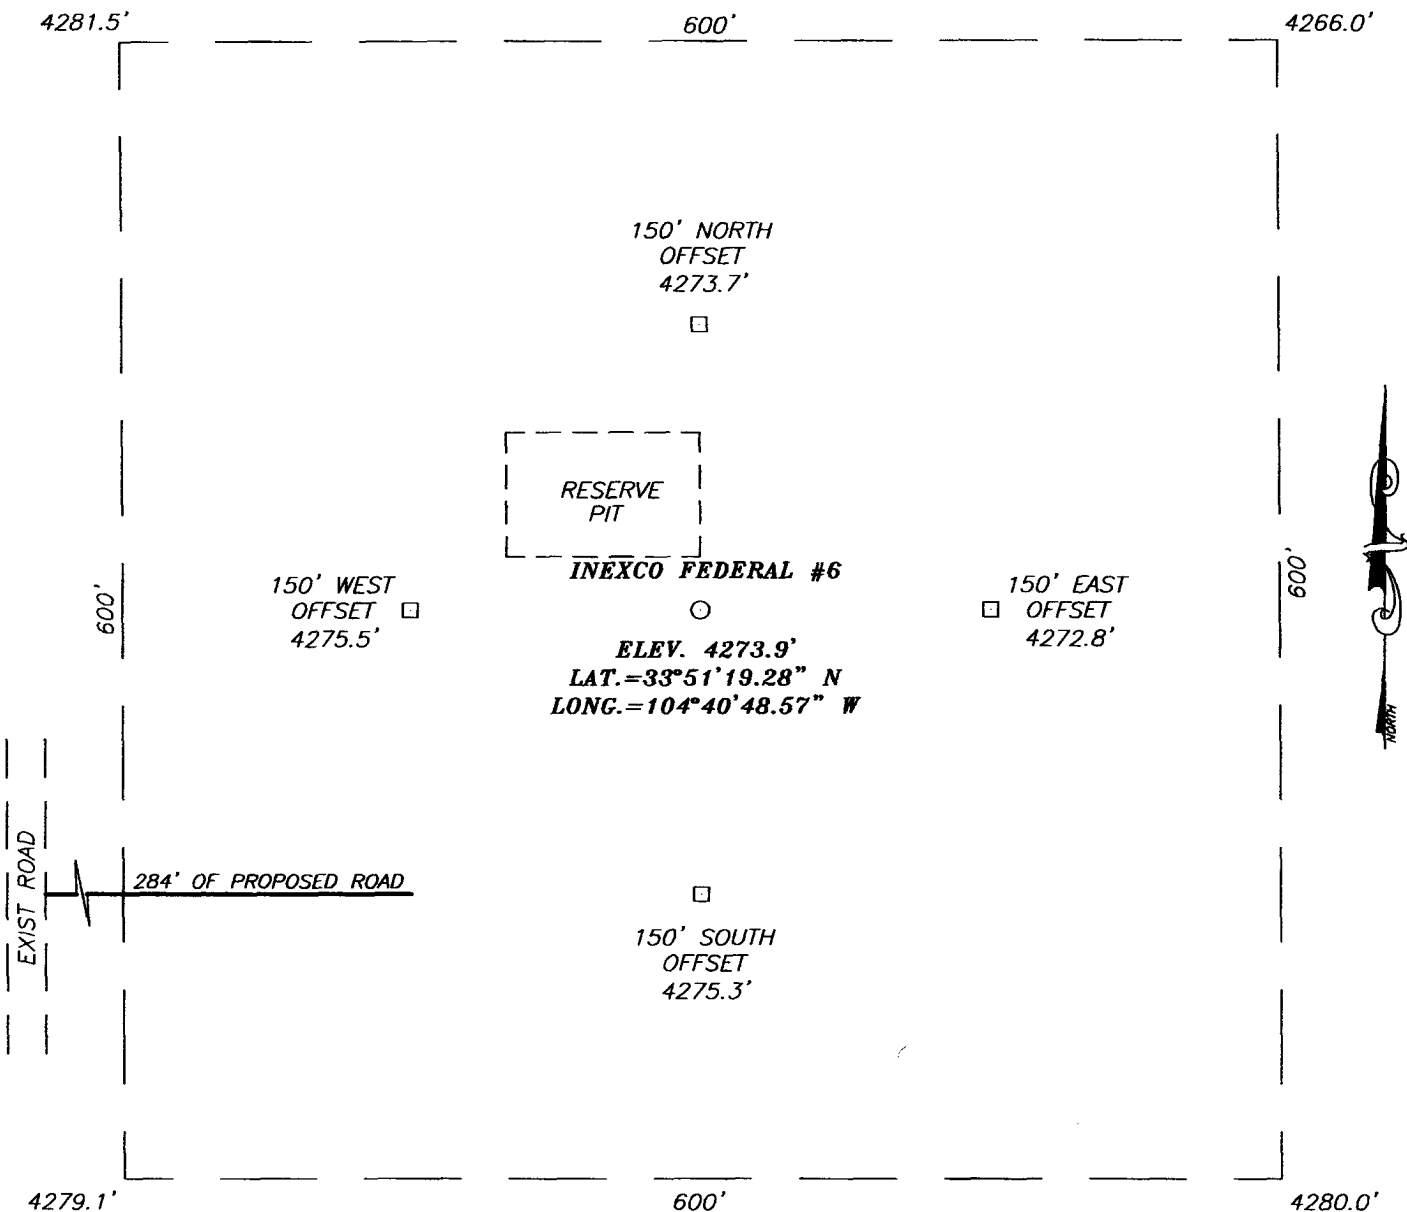 4281.5'
600'
4266.0'
150' NORTH
OFFSET
4273.7'
RESERVE
PIT
INEXCO FEDERAL #6
600'
150' WEST
OFFSET
4275.5'
150' EAST
OFFSET
4272.8'
600'
ELEV. 4273.9'
LAT.=33°51'19.28" N
LONG.=104°40'48.57" W
NORTH
EXIST ROAD
284' OF PROPOSED ROAD
150' SOUTH
OFFSET
4275.3'
4279.1'
600'
4280.0'